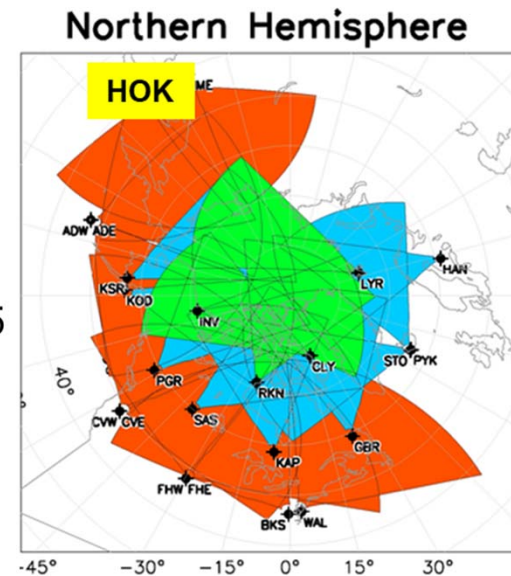 Northern Hemisphere
HOK
ME
ADW ADE
HAN
LYR
KSR
KOD
INV
STO PYK
CLY
PGR
RKN
40°
SAS
CVW CVE
GBR
KAP
FHW FHE
BKS
WAL
-45° -30° -15° 0° 15° 30°